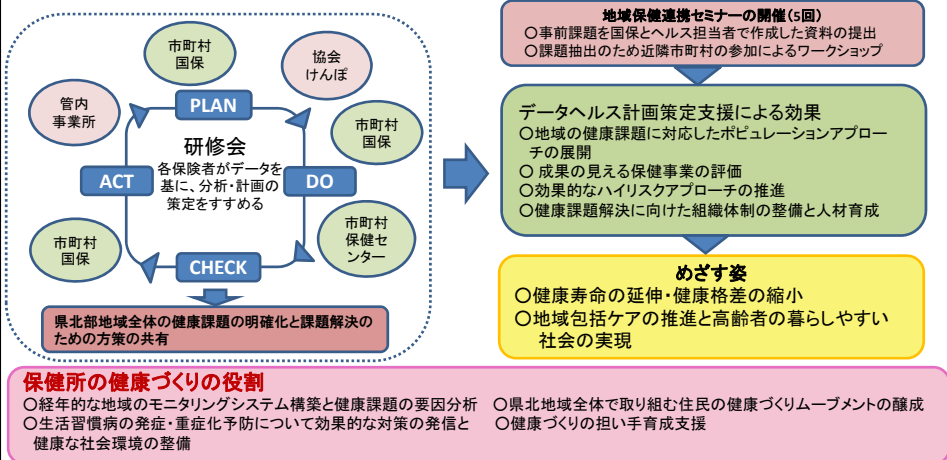 市町村
国保
協会
けんぽ
管内
事業所
PLAN
市町村
国保
研修会
各保険者がデータを
基に、分析・計画の
策定をすすめる
ACT
DO
市町村
国保
市町村
保健セ
ンター
CHECK
県北部地域全体の健康課題の明確化と課題解決の
ための方策の共有
地域保健連携セミナーの開催(5回)
○事前課題を国保とヘルス担当者で作成した資料の提出
○課題抽出のため近隣市町村の参加によるワークショップ
データヘルス計画策定支援による効果
○地域の健康課題に対応したポピュレーションアプロー
チの展開
○ 成果の見える保健事業の評価
○効果的なハイリスクアプローチの推進
○健康課題解決に向けた組織体制の整備と人材育成
めざす姿
○健康寿命の延伸・健康格差の縮小
○地域包括ケアの推進と高齢者の暮らしやすい
社会の実現
保健所の健康づくりの役割
○経年的な地域のモニタリングシステム構築と健康課題の要因分析
○生活習慣病の発症・重症化予防について効果的な対策の発信と
健康な社会環境の整備
○県北地域全体で取り組む住民の健康づくりムーブメントの醸成
○健康づくりの担い手育成支援